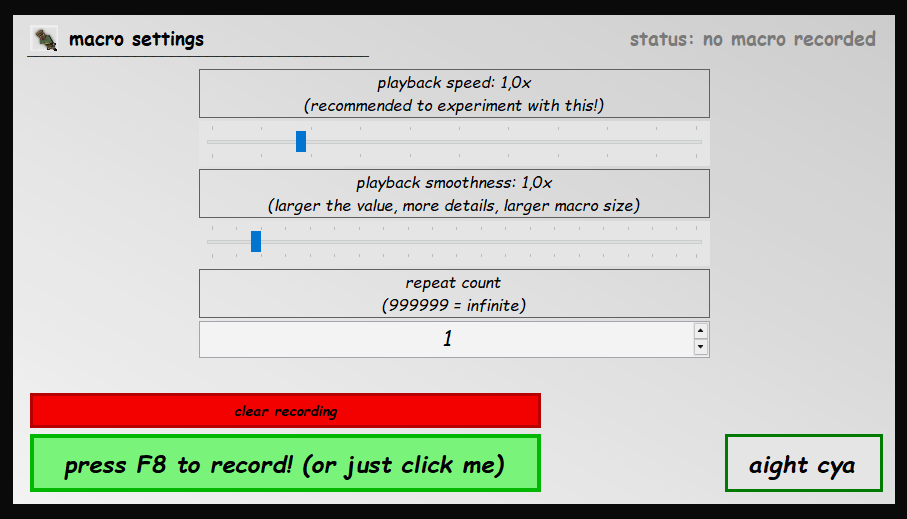 macro settings
status: no macro recorded
playback speed: 1,0x
(recommended to experiment with this!)
playback smoothness: 1,0x
(larger the value, more details, larger macro size)
repeat count
(999999 = infinite)
1
clear recording
press F8 to record! (or just click me)
aight cya